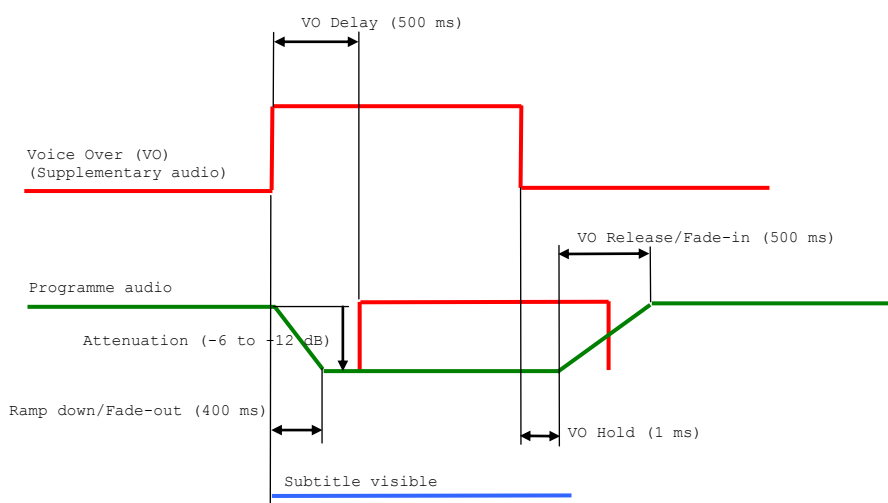 VO Delay (500 ms)
Voice Over (VO)
(Supplementary audio)
VO Release/Fade-in (500 ms)
Programme audio
Attenuation (-6 to -12 dB)
Ramp down/Fade-out (400 ms)
VO Hold (1 ms)
Subtitle visible